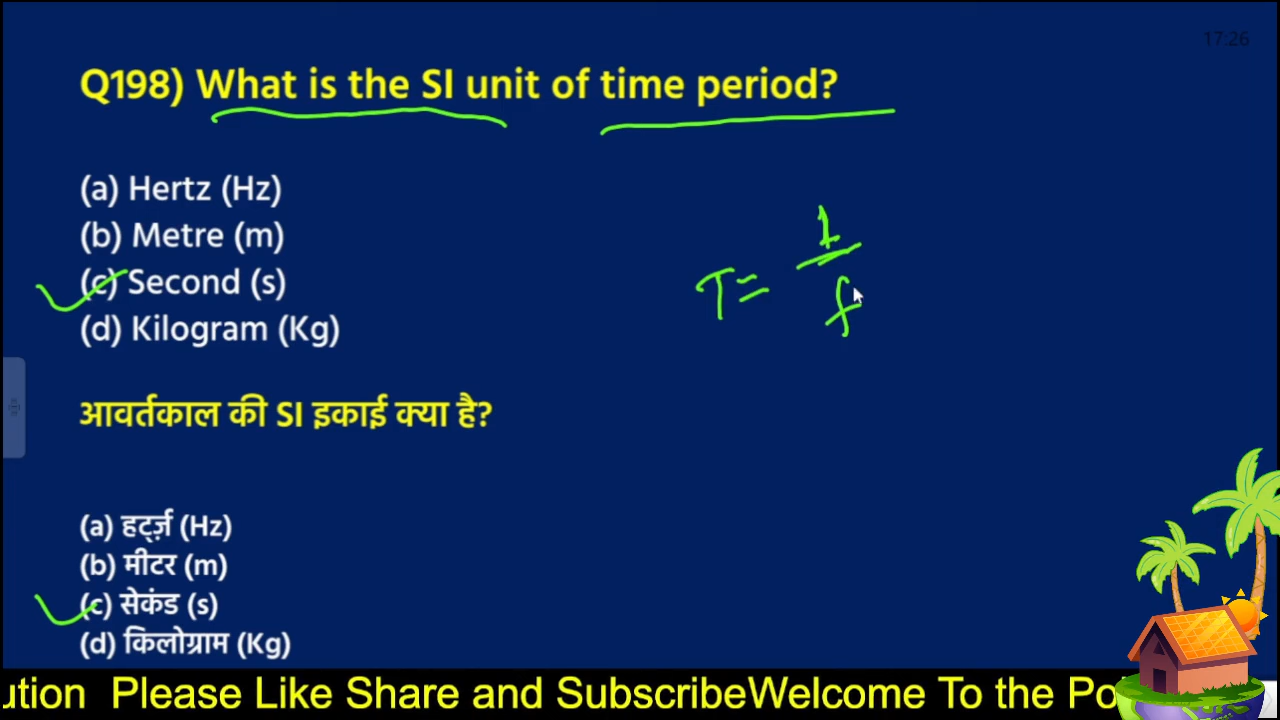 17:26
Q198) What is the SI unit of time period?
(a) Hertz (Hz)
(b) Metre (m)
(c) Second (s)
(d) Kilogram (Kg)
T = 1/f
आवर्तकाल की SI इकाई क्या है?
(a) हर्ट्ज़ (Hz)
(b) मीटर (m)
(c) सेकंड (s)
(d) किलोग्राम (Kg)
ution Please Like Share and SubscribeWelcome To the Po